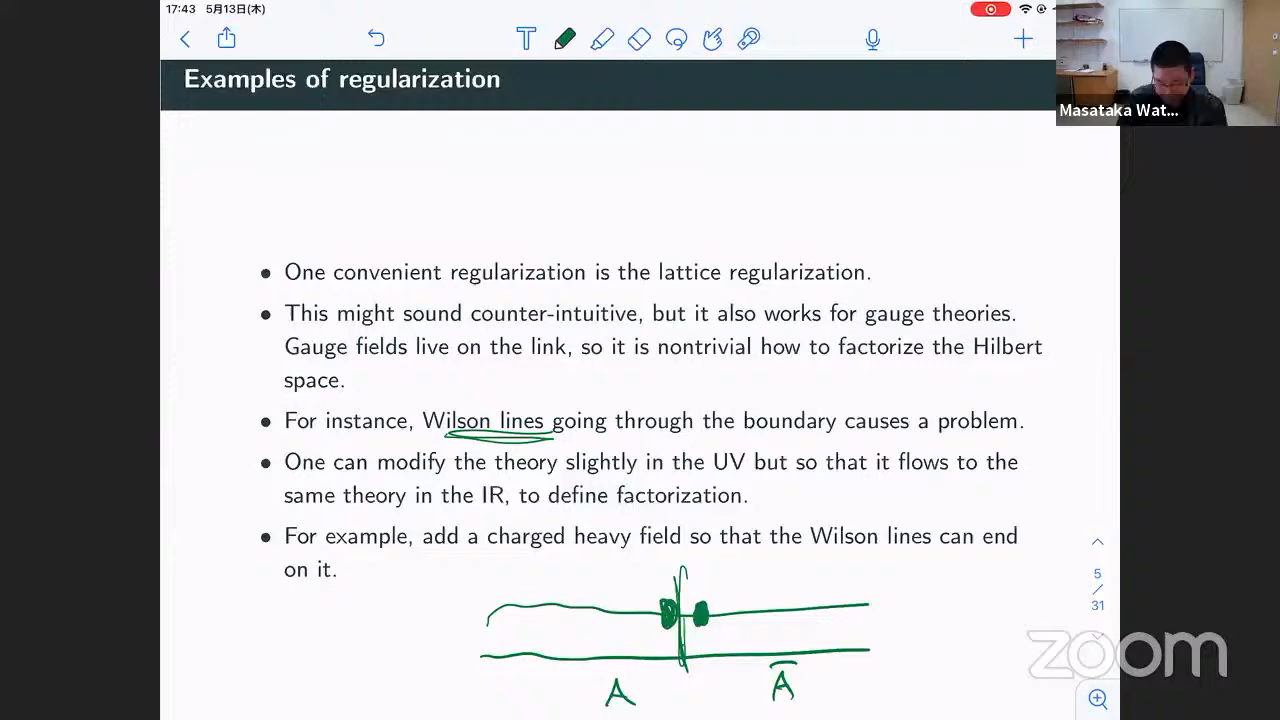 17:43 5月13日(木)
Examples of regularization
Masataka Wat...
One convenient regularization is the lattice regularization.
This might sound counter-intuitive, but it also works for gauge theories.
Gauge fields live on the link, so it is nontrivial how to factorize the Hilbert
space.
For instance, Wilson lines going through the boundary causes a problem.
One can modify the theory slightly in the UV but so that it flows to the
same theory in the IR, to define factorization.
For example, add a charged heavy field so that the Wilson lines can end
on it.
5
/
31
A
Ā
zoom